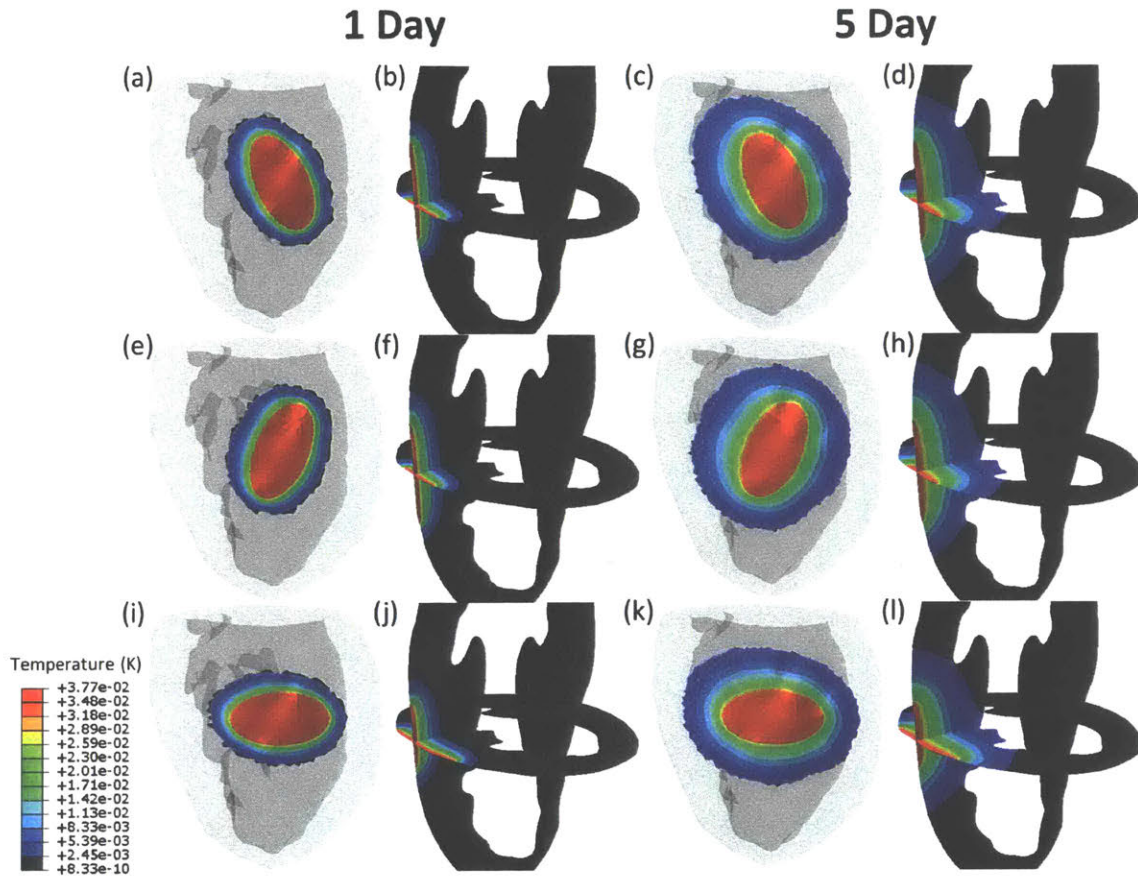 1 Day 5 Day
(a) (b) (c) (d)
(e) (f) (g) (h)
(i) (j) (k) (l)
Temperature (K)
+3.77e-02
+3.48e-02
+3.18e-02
+2.89e-02
+2.59e-02
+2.30e-02
+2.01e-02
+1.71e-02
+1.42e-02
+1.13e-02
+8.33e-03
+5.39e-03
+2.45e-03
+8.33e-10